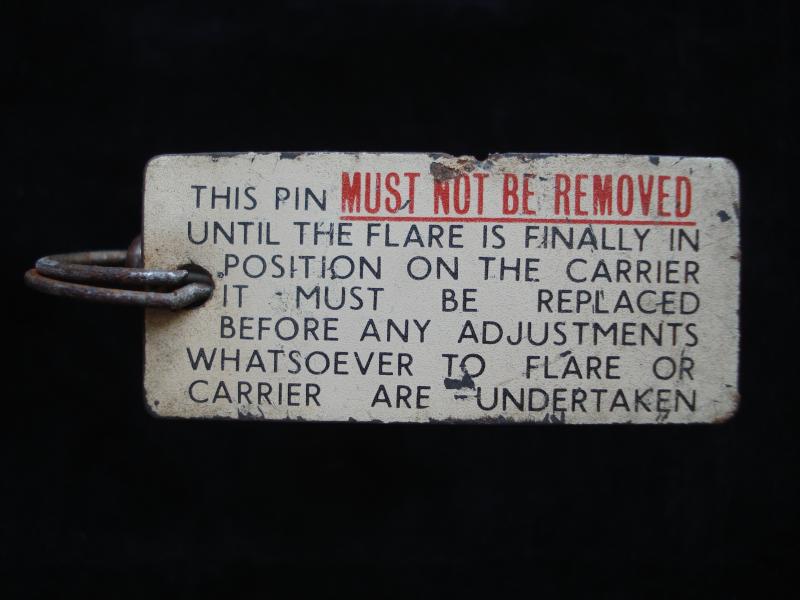 THIS PIN MUST NOT BE REMOVED
UNTIL THE FLARE IS FINALLY IN
POSITION ON THE CARRIER
IT MUST BE REPLACED
BEFORE ANY ADJUSTMENTS
WHATSOEVER TO FLARE OR
CARRIER ARE UNDERTAKEN